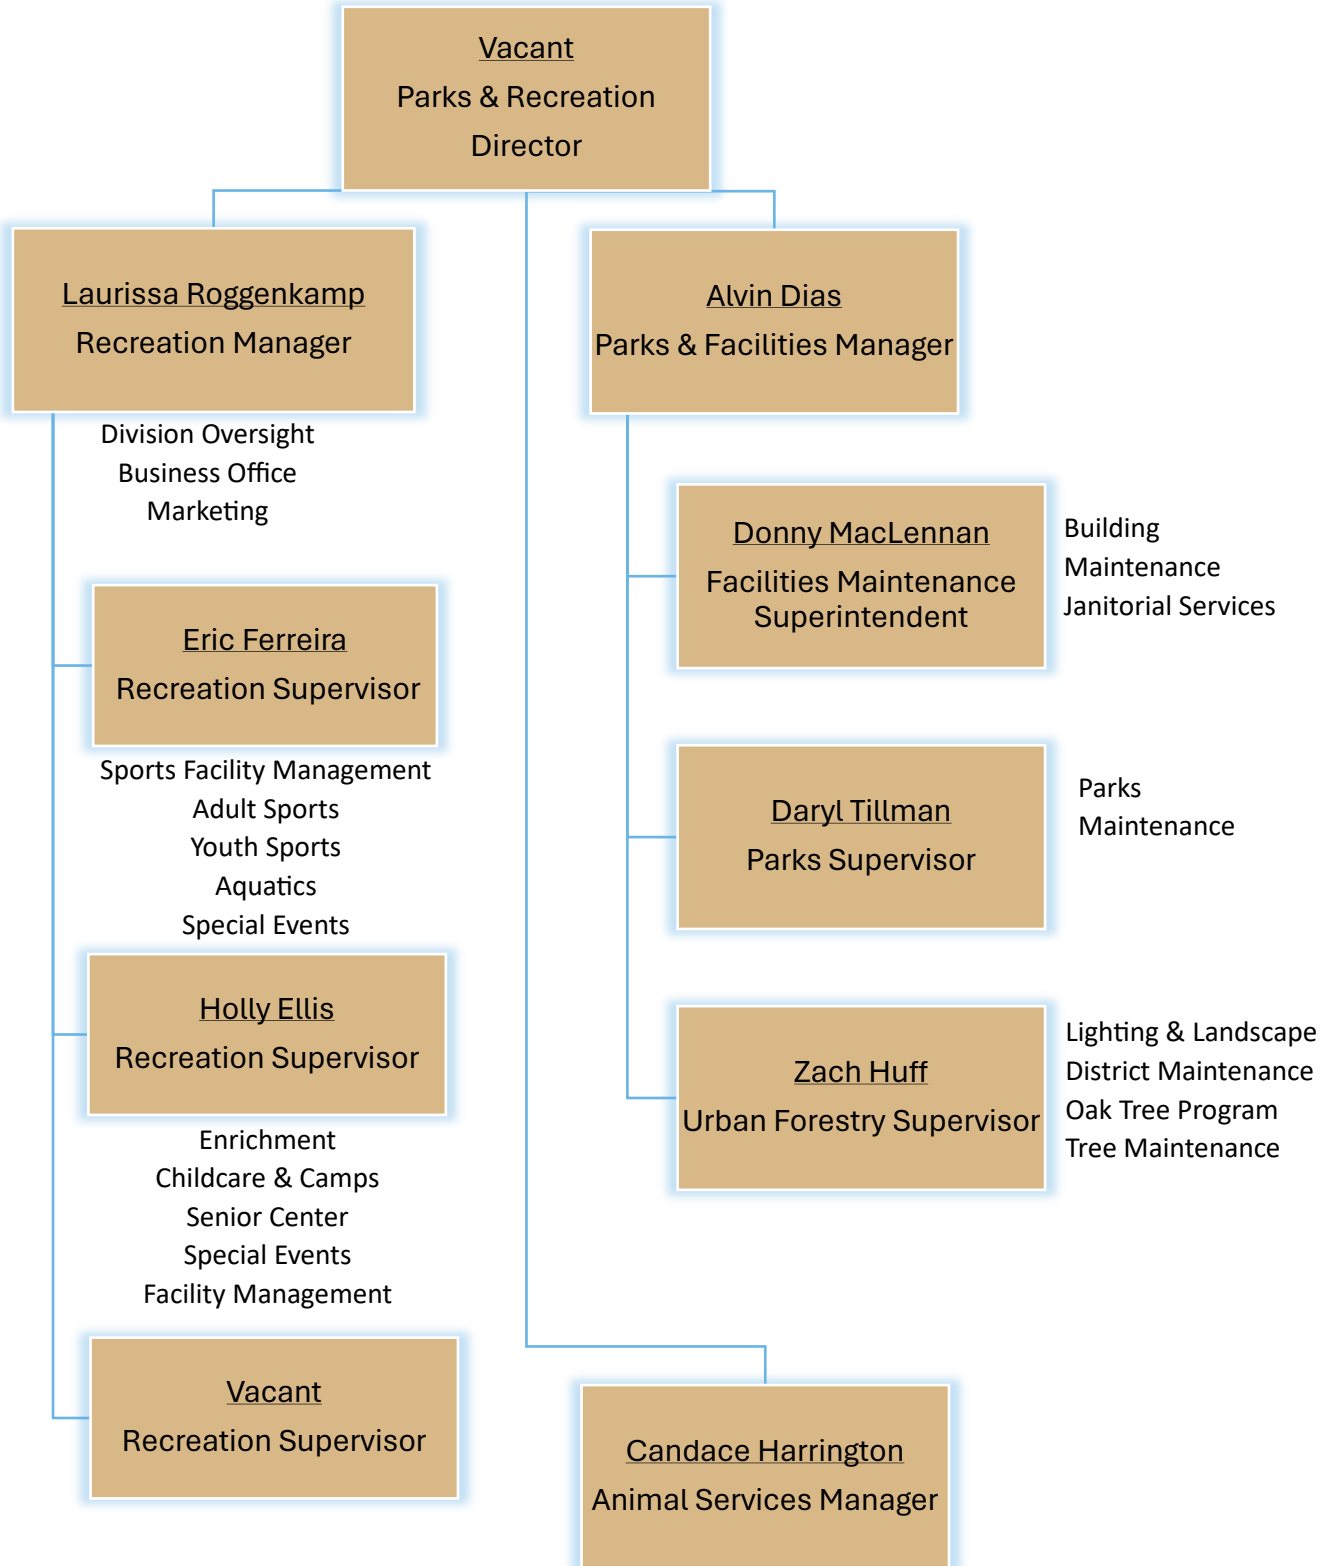 Vacant
Parks & Recreation
Director
Laurissa Roggenkamp
Recreation Manager
Division Oversight
Business Office
Marketing
Eric Ferreira
Recreation Supervisor
Sports Facility Management
Adult Sports
Youth Sports
Aquatics
Special Events
Holly Ellis
Recreation Supervisor
Enrichment
Childcare & Camps
Senior Center
Special Events
Facility Management
Vacant
Recreation Supervisor
Alvin Dias
Parks & Facilities Manager
Donny MacLennan
Facilities Maintenance
Superintendent
Building
Maintenance
Janitorial Services
Daryl Tillman
Parks Supervisor
Parks
Maintenance
Zach Huff
Urban Forestry Supervisor
Lighting & Landscape
District Maintenance
Oak Tree Program
Tree Maintenance
Candace Harrington
Animal Services Manager